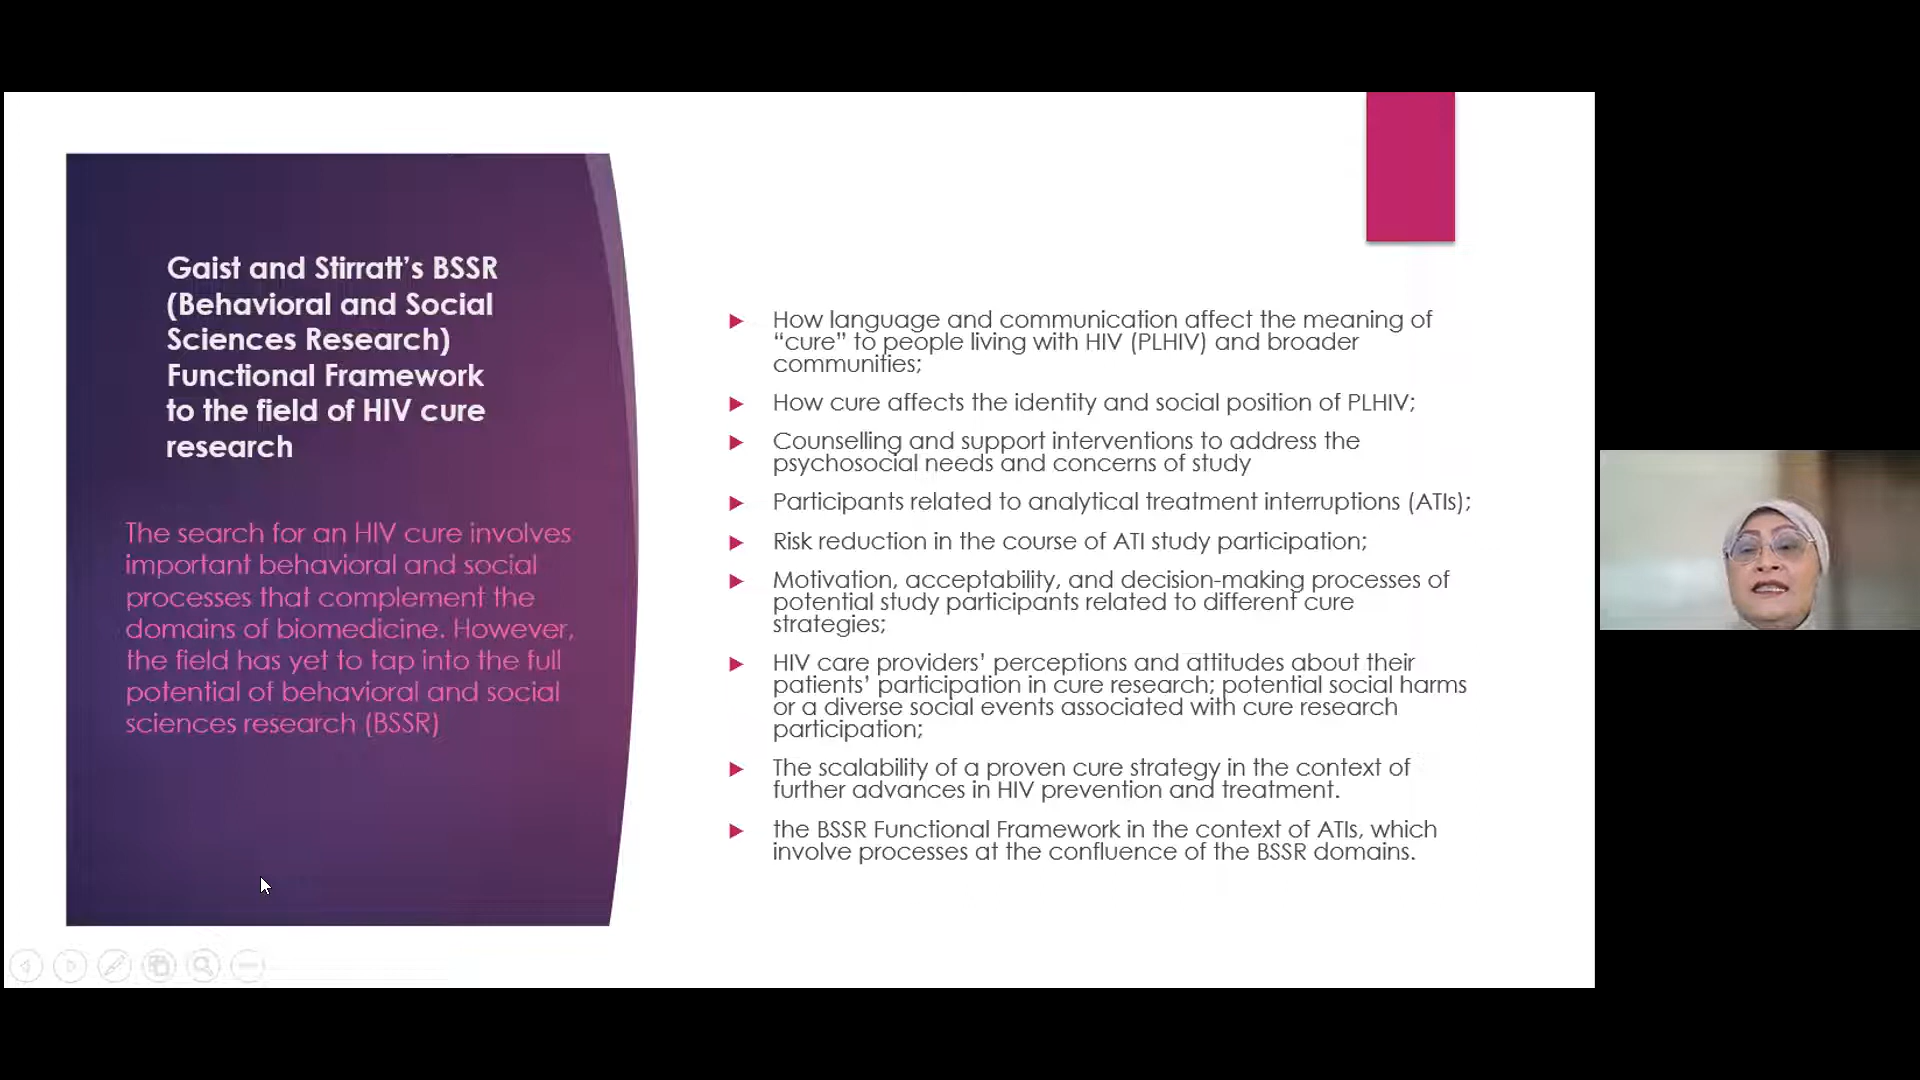 Gaist and Stirratt’s BSSR
(Behavioral and Social
Sciences Research)
Functional Framework
to the field of HIV cure
research
The search for an HIV cure involves
important behavioral and social
processes that complement the
domains of biomedicine. However,
the field has yet to tap into the full
potential of behavioral and social
sciences research (BSSR)
How language and communication affect the meaning of
“cure” to people living with HIV (PLHIV) and broader
communities;
How cure affects the identity and social position of PLHIV;
Counselling and support interventions to address the
psychosocial needs and concerns of study
Participants related to analytical treatment interruptions (ATIs);
Risk reduction in the course of ATI study participation;
Motivation, acceptability, and decision-making processes of
potential study participants related to different cure
strategies;
HIV care providers’ perceptions and attitudes about their
patients’ participation in cure research; potential social harms
or a diverse social events associated with cure research
participation;
The scalability of a proven cure strategy in the context of
further advances in HIV prevention and treatment.
the BSSR Functional Framework in the context of ATIs, which
involve processes at the confluence of the BSSR domains.